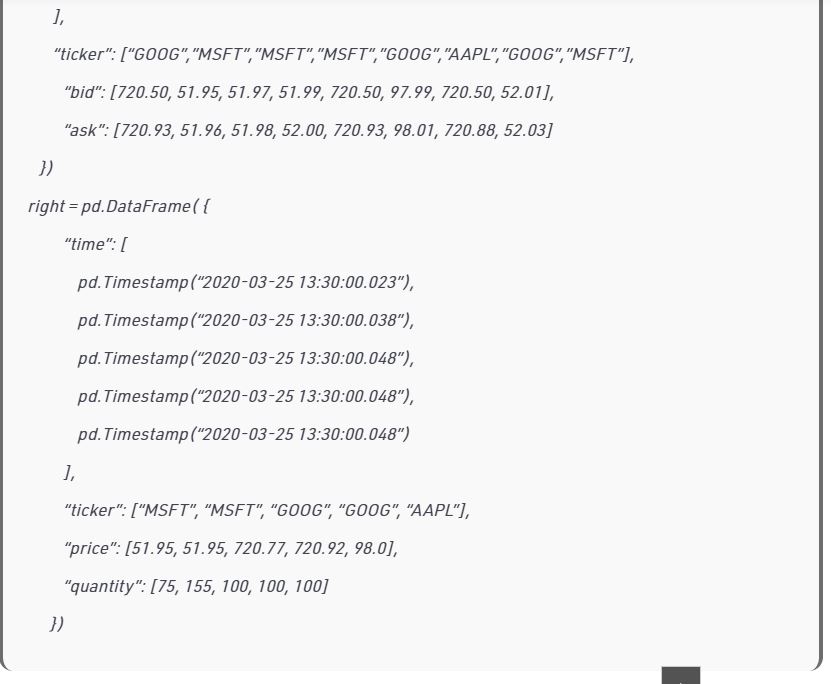 ],
“ticker”: [“GOOG”,”MSFT”,”MSFT”,”MSFT”,”GOOG”,”AAPL”,”GOOG”,”MSFT”],
“bid”: [720.50, 51.95, 51.97, 51.99, 720.50, 97.99, 720.50, 52.01],
“ask”: [720.93, 51.96, 51.98, 52.00, 720.93, 98.01, 720.88, 52.03]
})
right = pd.DataFrame( {
“time”: [
pd.Timestamp(“2020-03-25 13:30:00.023”),
pd.Timestamp(“2020-03-25 13:30:00.038”),
pd.Timestamp(“2020-03-25 13:30:00.048”),
pd.Timestamp(“2020-03-25 13:30:00.048”),
pd.Timestamp(“2020-03-25 13:30:00.048”)
],
“ticker”: [“MSFT”, “MSFT”, “GOOG”, “GOOG”, “AAPL”],
“price”: [51.95, 51.95, 720.77, 720.92, 98.0],
“quantity”: [75, 155, 100, 100, 100]
})